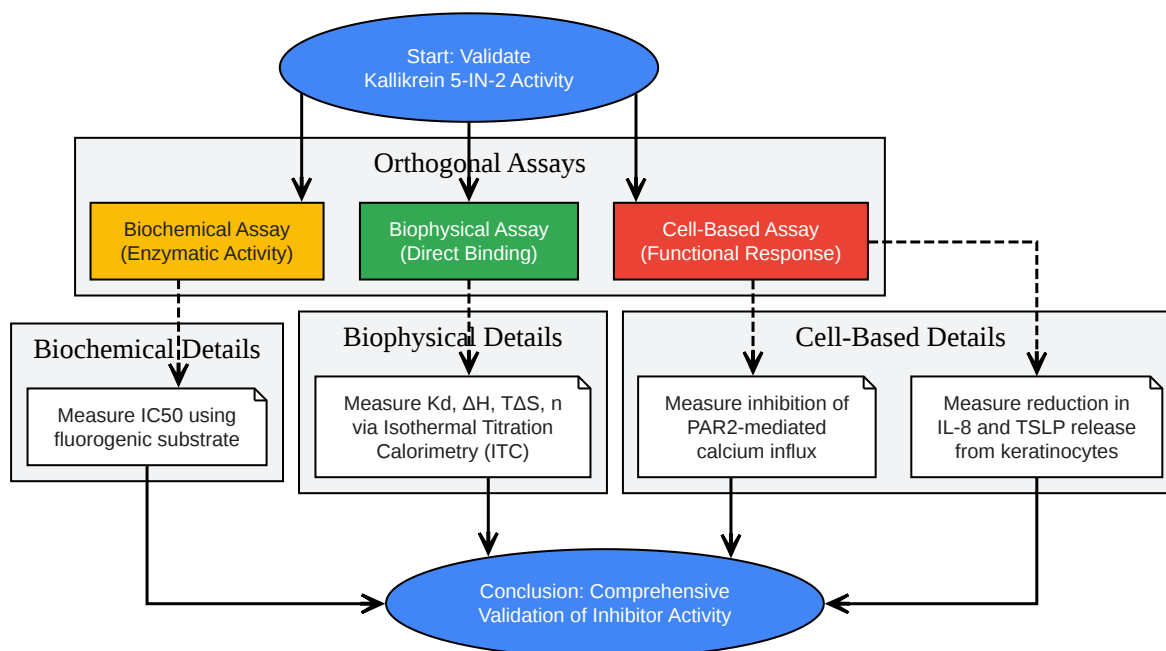 Start: Validate
Kallikrein 5-IN-2 Activity
Orthogonal Assays
Biochemical Assay
(Enzymatic Activity)
Biophysical Assay
(Direct Binding)
Cell-Based Assay
(Functional Response)
Biochemical Details
Measure IC50 using
fluorogenic substrate
Biophysical Details
Measure Kd, ΔH, TΔS, n
via Isothermal Titration
Calorimetry (ITC)
Cell-Based Details
Measure inhibition of
PAR2-mediated
calcium influx
Measure reduction in
IL-8 and TSLP release
from keratinocytes
Conclusion: Comprehensive
Validation of Inhibitor Activity